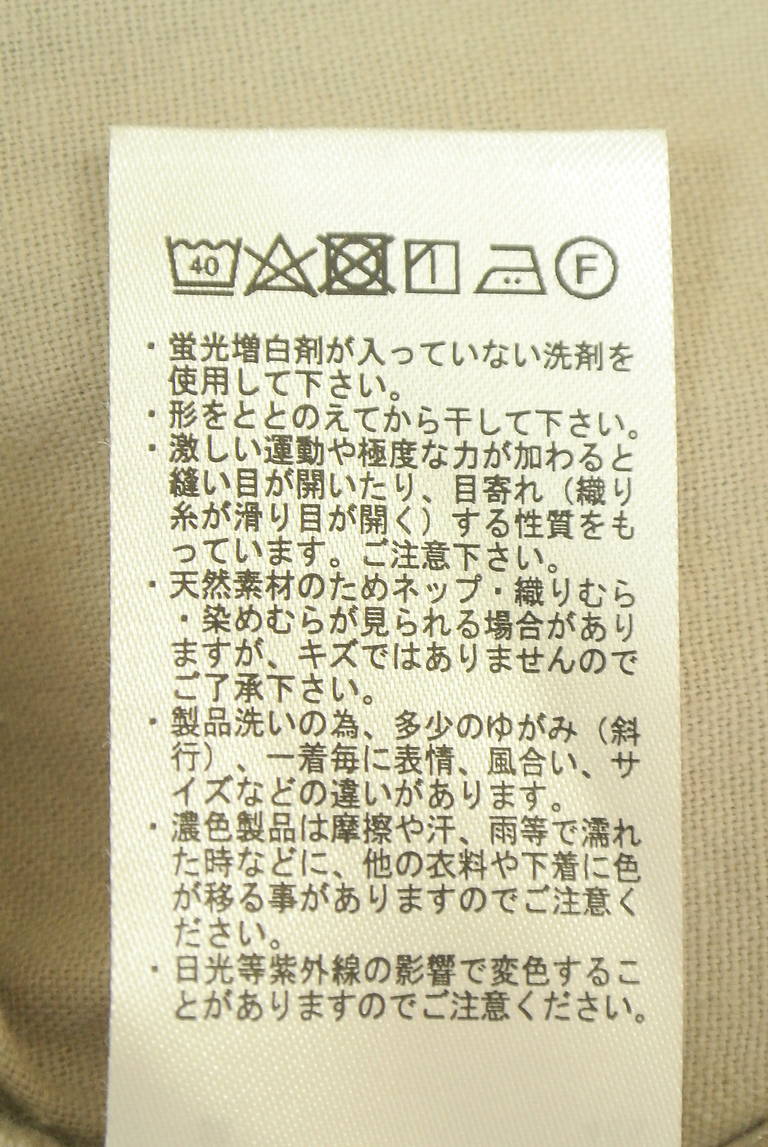 40 F
・蛍光増白剤が入っていない洗剤を
使用して下さい。
・形をととのえてから干して下さい。
・激しい運動や極度な力が加わると
縫い目が開いたり、目寄れ（織り
糸が滑り目が開く）する性質をも
っています。ご注意下さい。
・天然素材のためネップ・織りむら
・染めむらが見られる場合があり
ますが、キズではありませんので
ご了承下さい。
・製品洗いの為、多少のゆがみ（斜
行）、一着毎に表情、風合い、サ
イズなどの違いがあります。
・濃色製品は摩擦や汗、雨等で濡れ
た時などに、他の衣料や下着に色
が移る事がありますのでご注意く
ださい。
・日光等紫外線の影響で変色するこ
とがありますのでご注意ください。